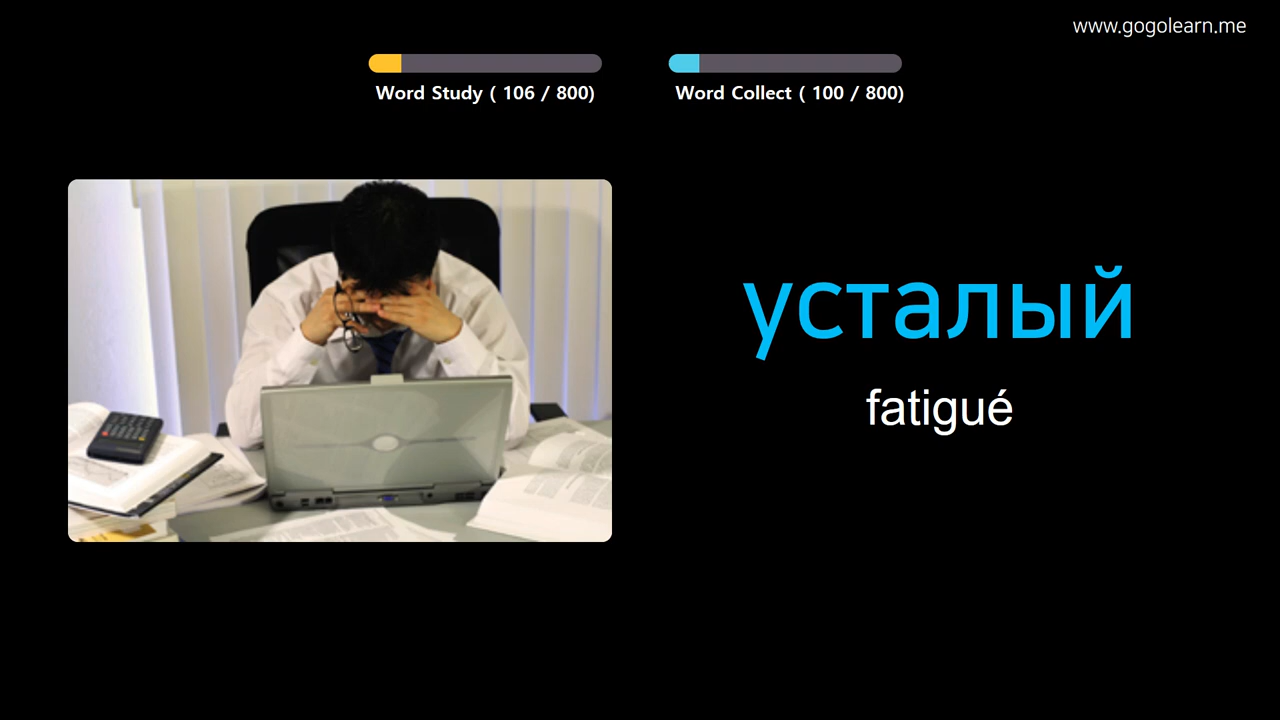 www.gogolearn.me
Word Study ( 106 / 800)
Word Collect ( 100 / 800)
усталый
fatigué